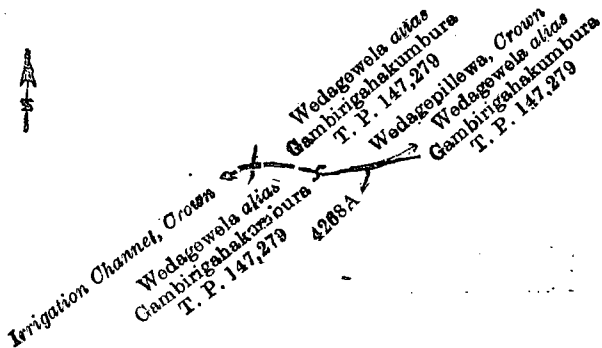 Wedagewela alias
Gambirigahakumbura
T. P. 147,279
Wedagepillewa, Crown
Wedagewela alias
Gambirigahakumbura
T. P. 147,279
Irrigation Channel, Crown
Wedagewela alias
Gambirigahakumbura
T. P. 147,279
4268A